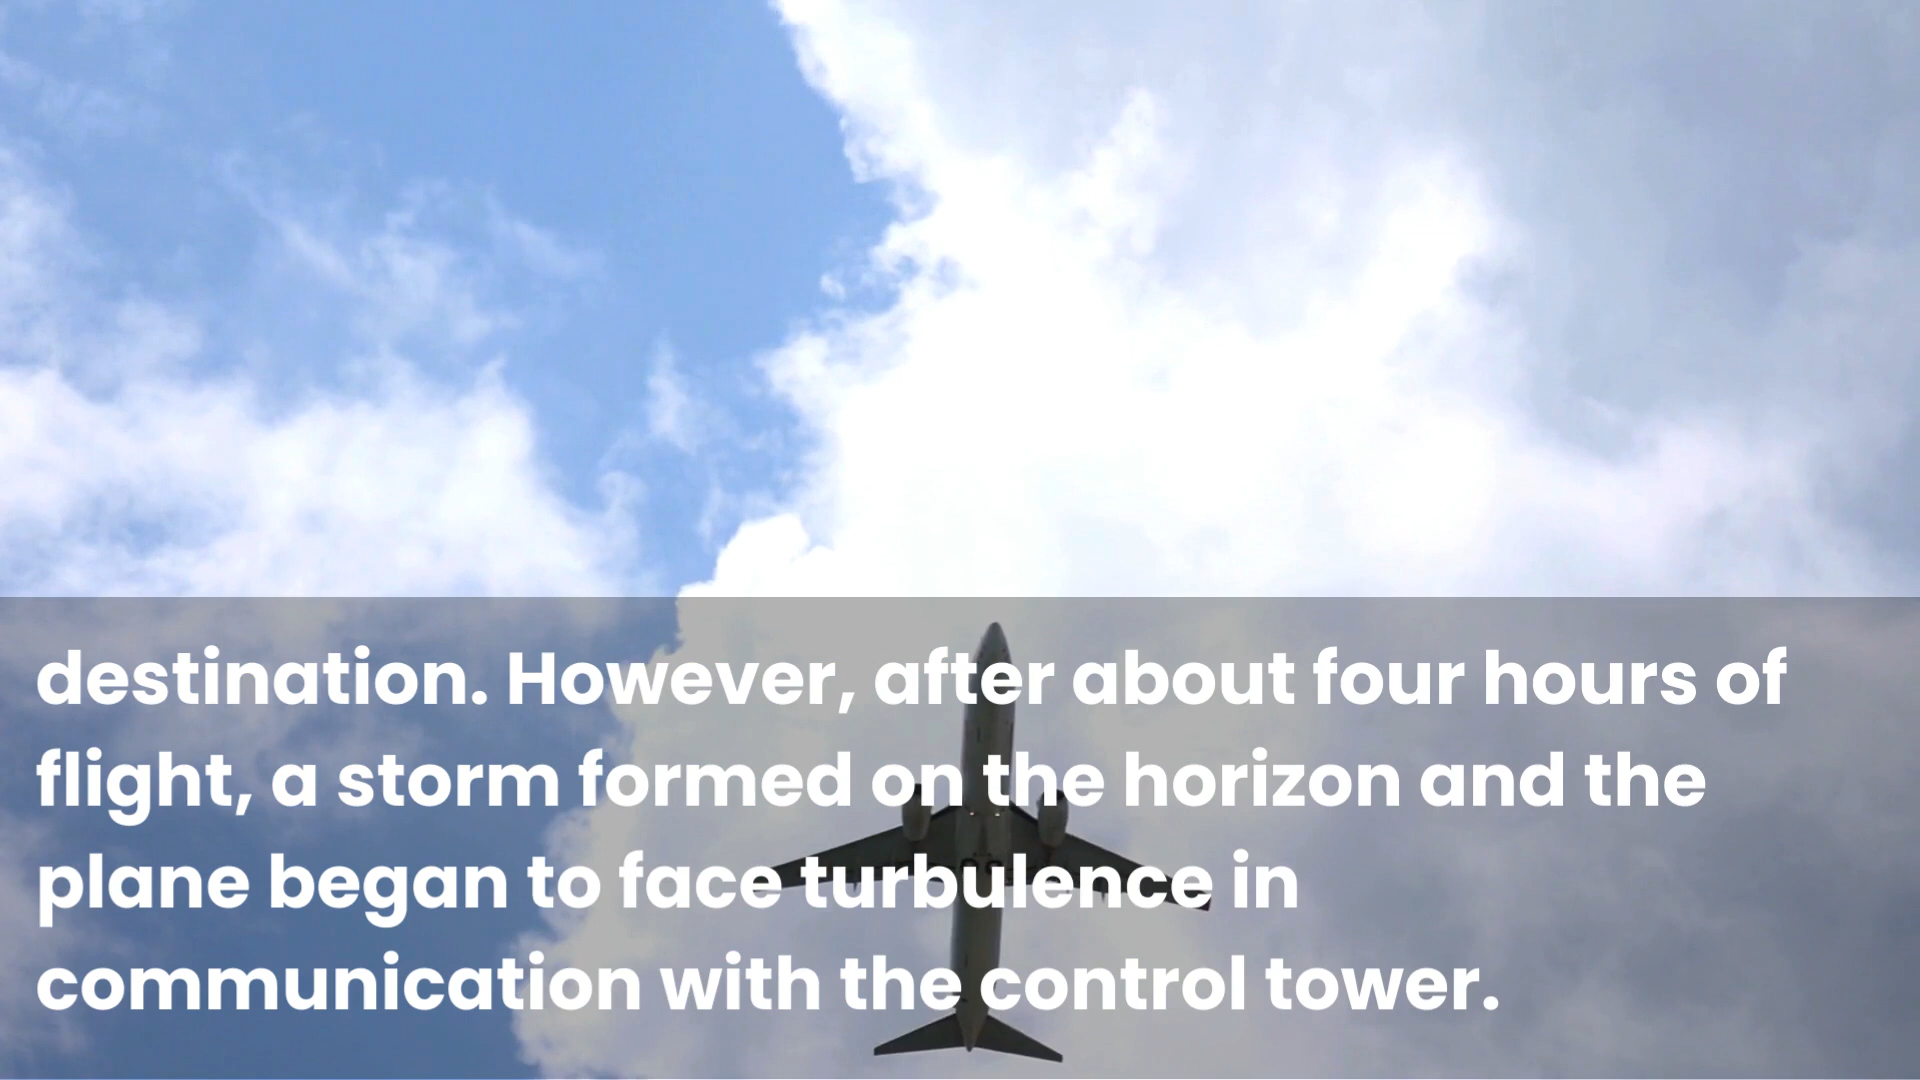 destination. However, after about four hours of
flight, a storm formed on the horizon and the
plane began to face turbulence in
communication with the control tower.